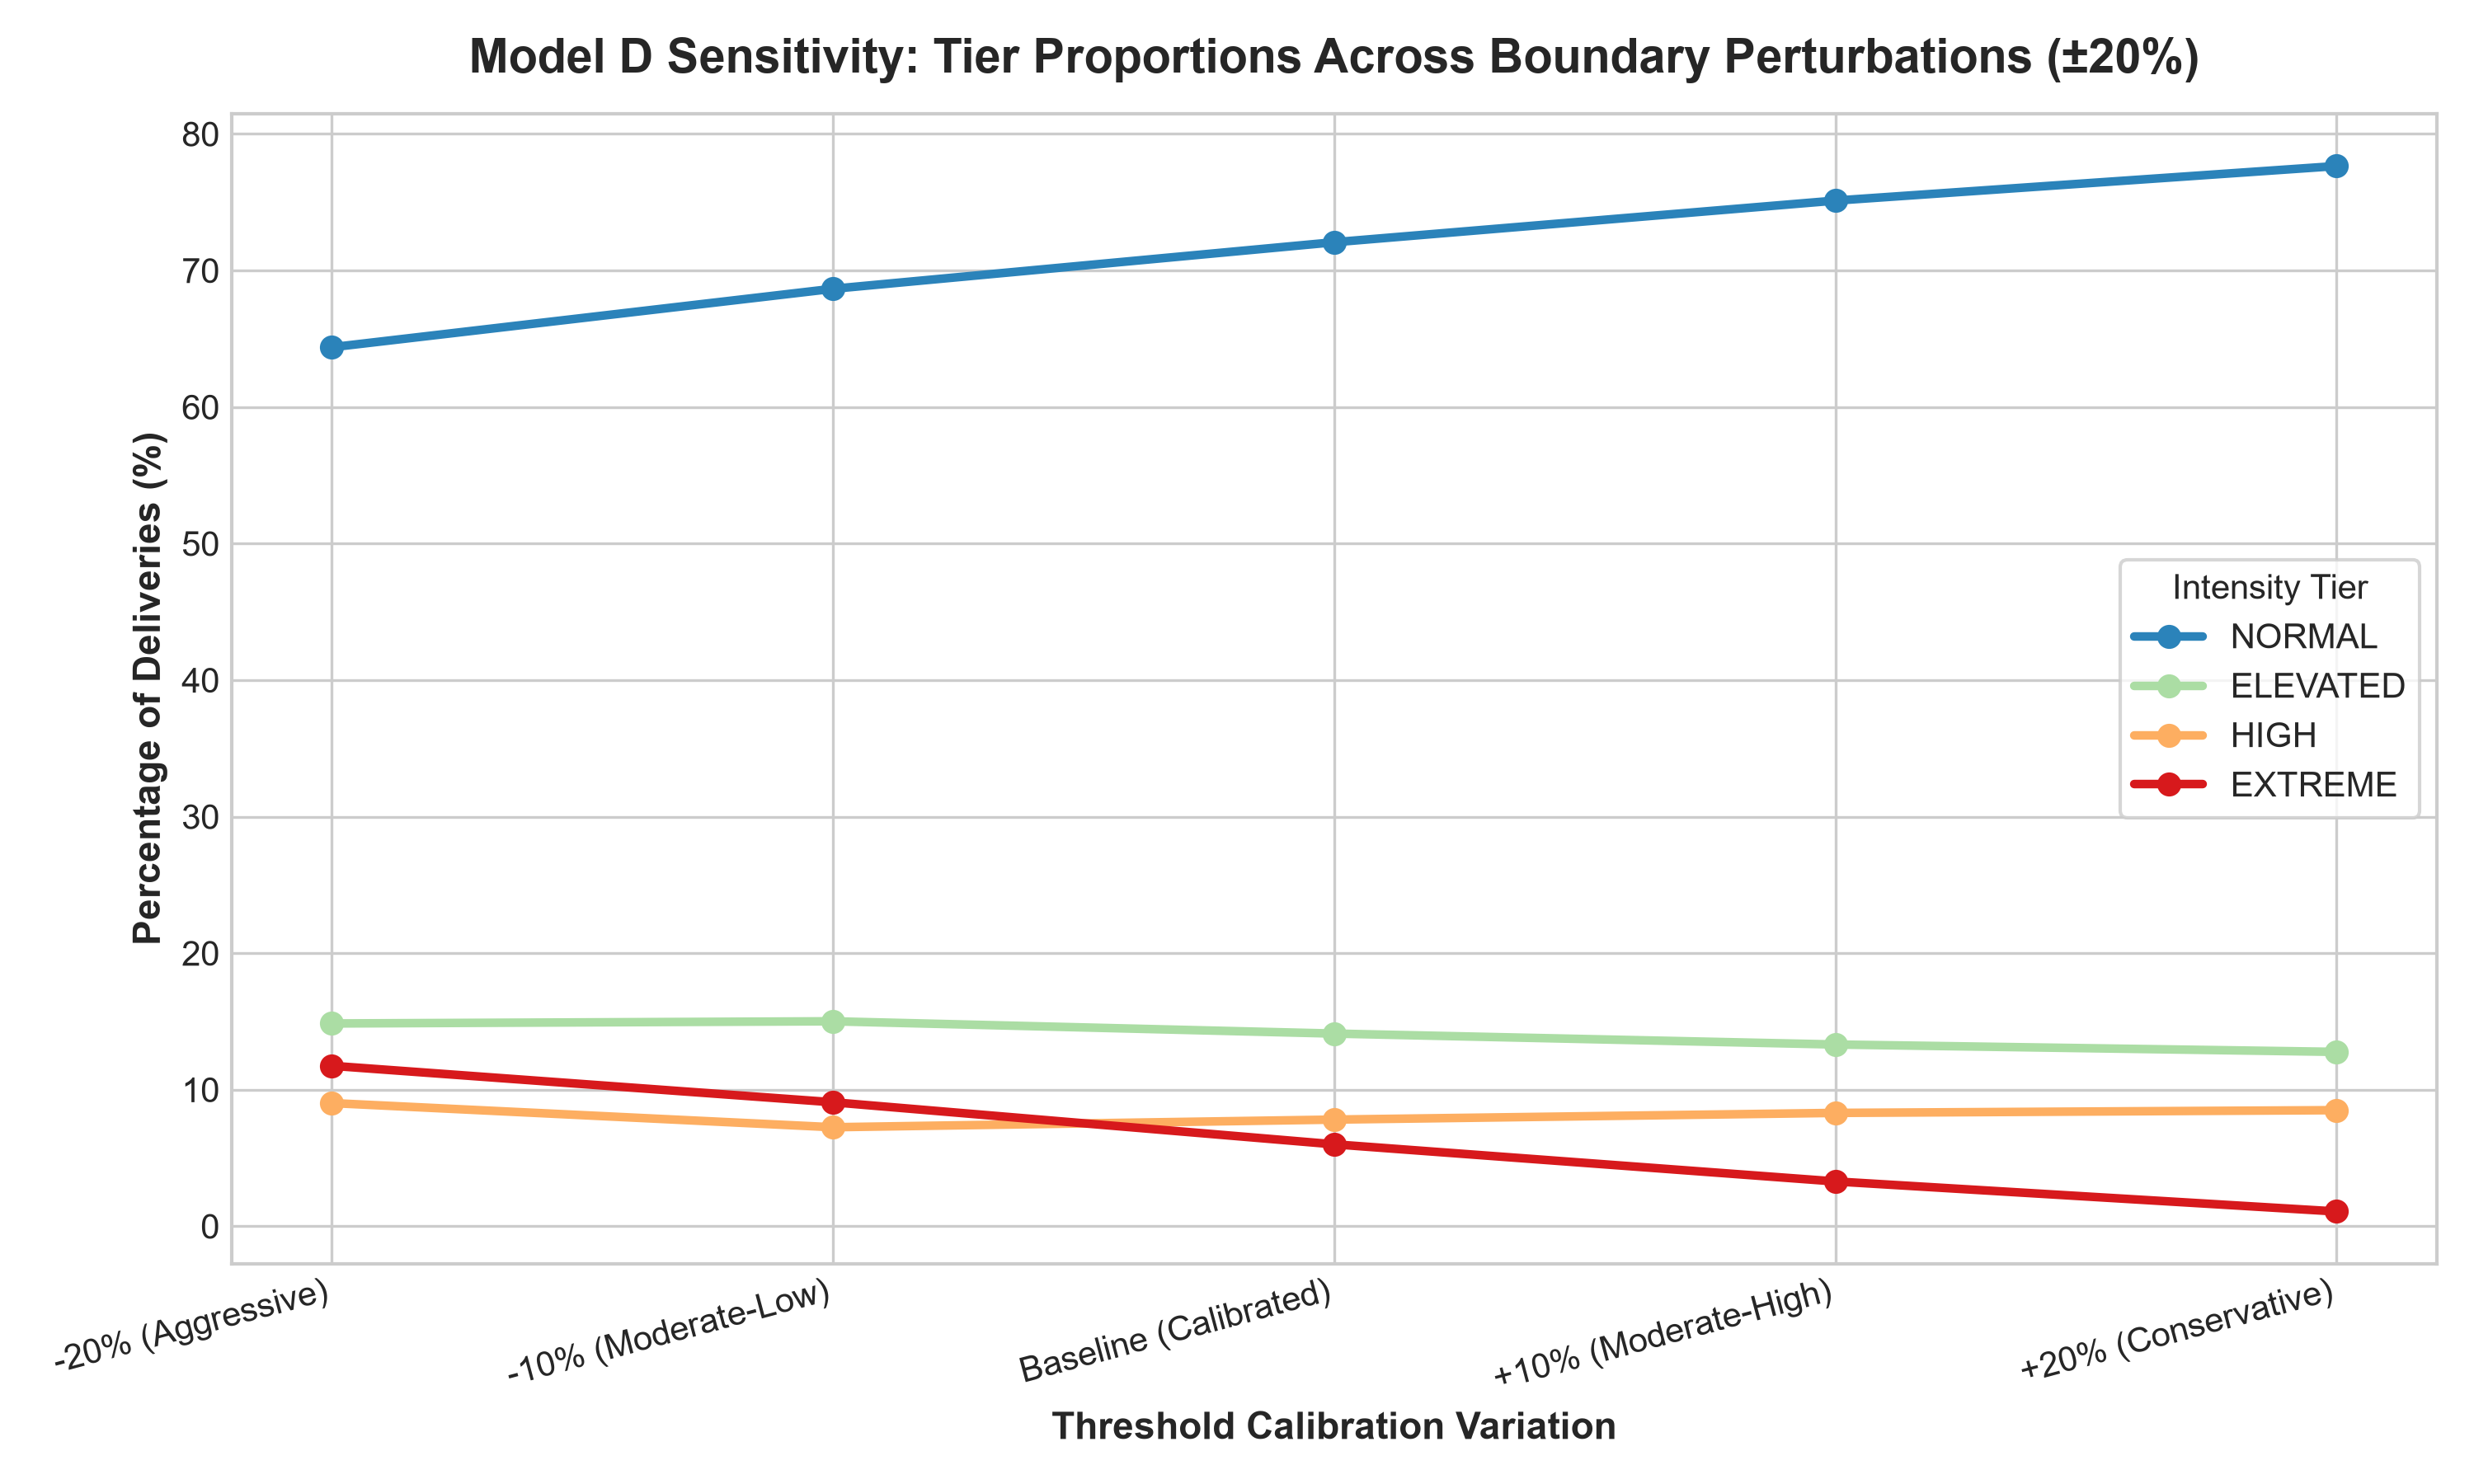 Model D Sensitivity: Tier Proportions Across Boundary Perturbations (±20%)
Percentage of Deliveries (%)
80
70
60
50
40
30
20
10
0
Intensity Tier
NORMAL
ELEVATED
HIGH
EXTREME
-20% (Aggressive)
-10% (Moderate-Low)
Baseline (Calibrated)
+10% (Moderate-High)
+20% (Conservative)
Threshold Calibration Variation